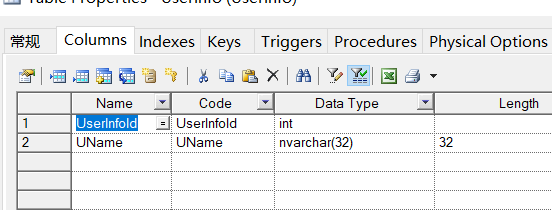 Table Properties - UserInfo (UserInfo)
常规 Columns Indexes Keys Triggers Procedures Physical Options
Name Code Data Type Length
1 UserInfoId = UserInfoId int
2 UName UName nvarchar(32) 32